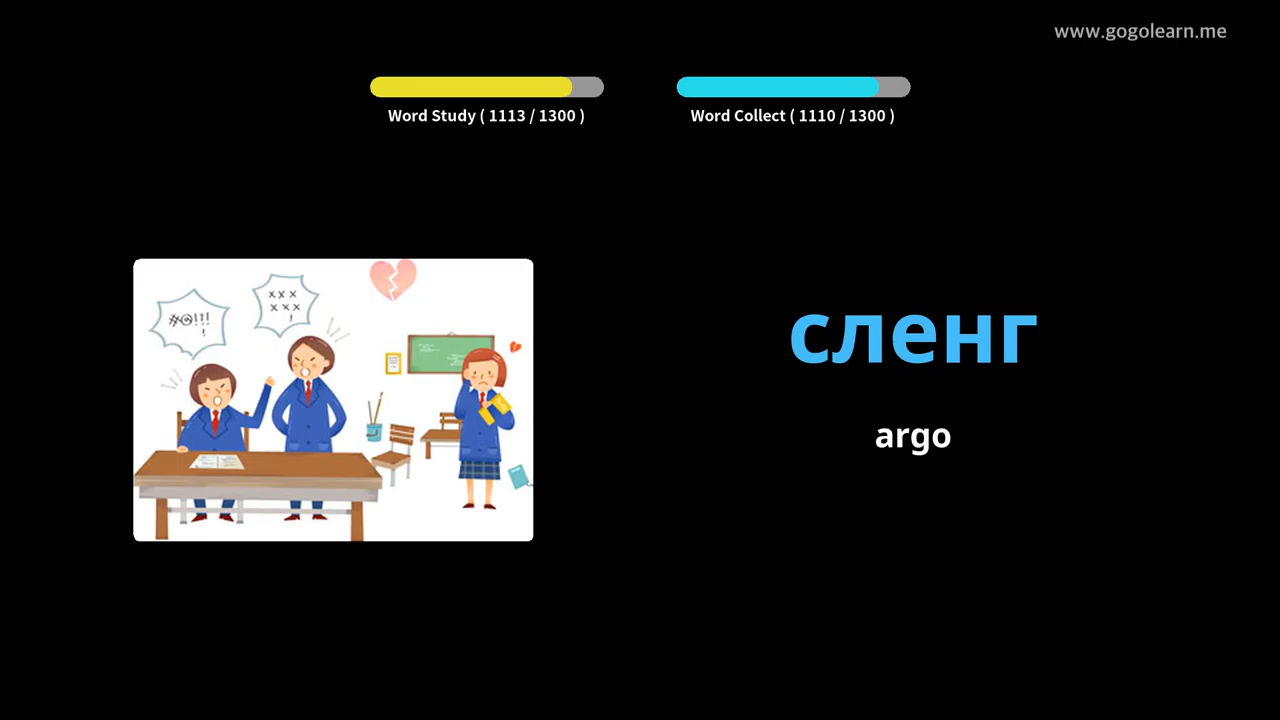 www.gogolearn.me
Word Study ( 1113 / 1300 )
Word Collect ( 1110 / 1300 )
#@!!!
!
x x x
x x x
!
сленг
argo